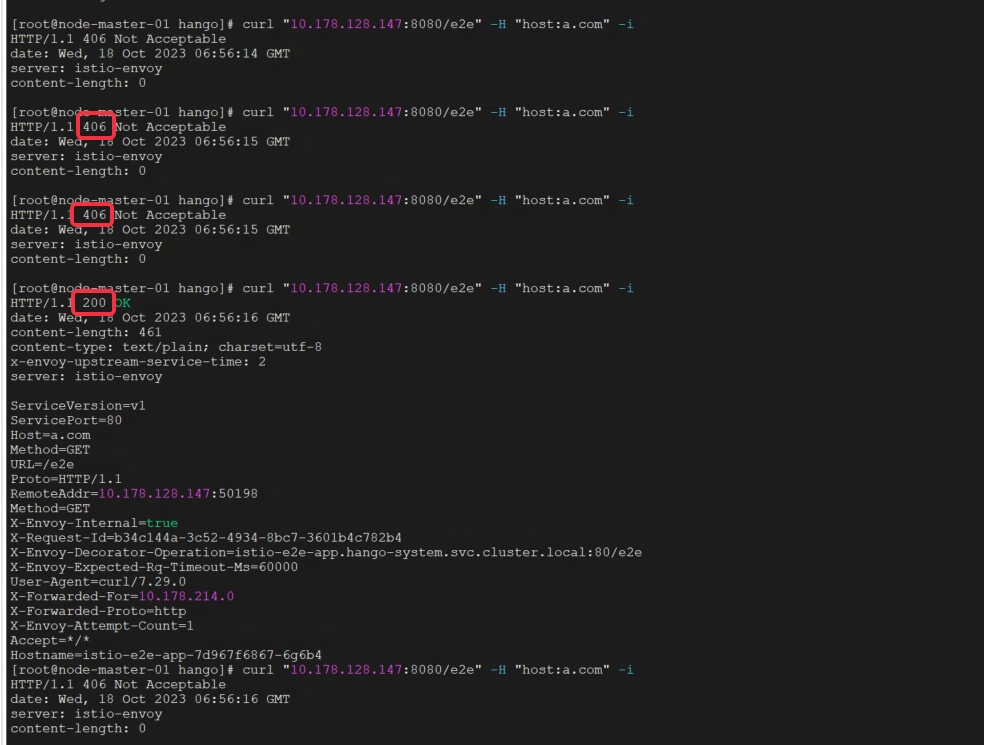 [root@node-master-01 hango]# curl "10.178.128.147:8080/e2e" -H "host:a.com" -i
HTTP/1.1 406 Not Acceptable
date: Wed, 18 Oct 2023 06:56:14 GMT
server: istio-envoy
content-length: 0
[root@node-master-01 hango]# curl "10.178.128.147:8080/e2e" -H "host:a.com" -i
HTTP/1.1 406 Not Acceptable
date: Wed, 18 Oct 2023 06:56:15 GMT
server: istio-envoy
content-length: 0
[root@node-master-01 hango]# curl "10.178.128.147:8080/e2e" -H "host:a.com" -i
HTTP/1.1 406 Not Acceptable
date: Wed, 18 Oct 2023 06:56:15 GMT
server: istio-envoy
content-length: 0
[root@node-master-01 hango]# curl "10.178.128.147:8080/e2e" -H "host:a.com" -i
HTTP/1.1 200 OK
date: Wed, 18 Oct 2023 06:56:16 GMT
content-length: 461
content-type: text/plain; charset=utf-8
x-envoy-upstream-service-time: 2
server: istio-envoy
ServiceVersion=v1
ServicePort=80
Host=a.com
Method=GET
URL=/e2e
Proto=HTTP/1.1
RemoteAddr=10.178.128.147:50198
Method=GET
X-Envoy-Internal=true
X-Request-Id=b34c144a-3c52-4934-8bc7-3601b4c782b4
X-Envoy-Decorator-Operation=istio-e2e-app.hango-system.svc.cluster.local:80/e2e
X-Envoy-Expected-Rq-Timeout-Ms=60000
User-Agent=curl/7.29.0
X-Forwarded-For=10.178.214.0
X-Forwarded-Proto=http
X-Envoy-Attempt-Count=1
Accept=*/*
Hostname=istio-e2e-app-7d967f6867-6g6b4
[root@node-master-01 hango]# curl "10.178.128.147:8080/e2e" -H "host:a.com" -i
HTTP/1.1 406 Not Acceptable
date: Wed, 18 Oct 2023 06:56:16 GMT
server: istio-envoy
content-length: 0